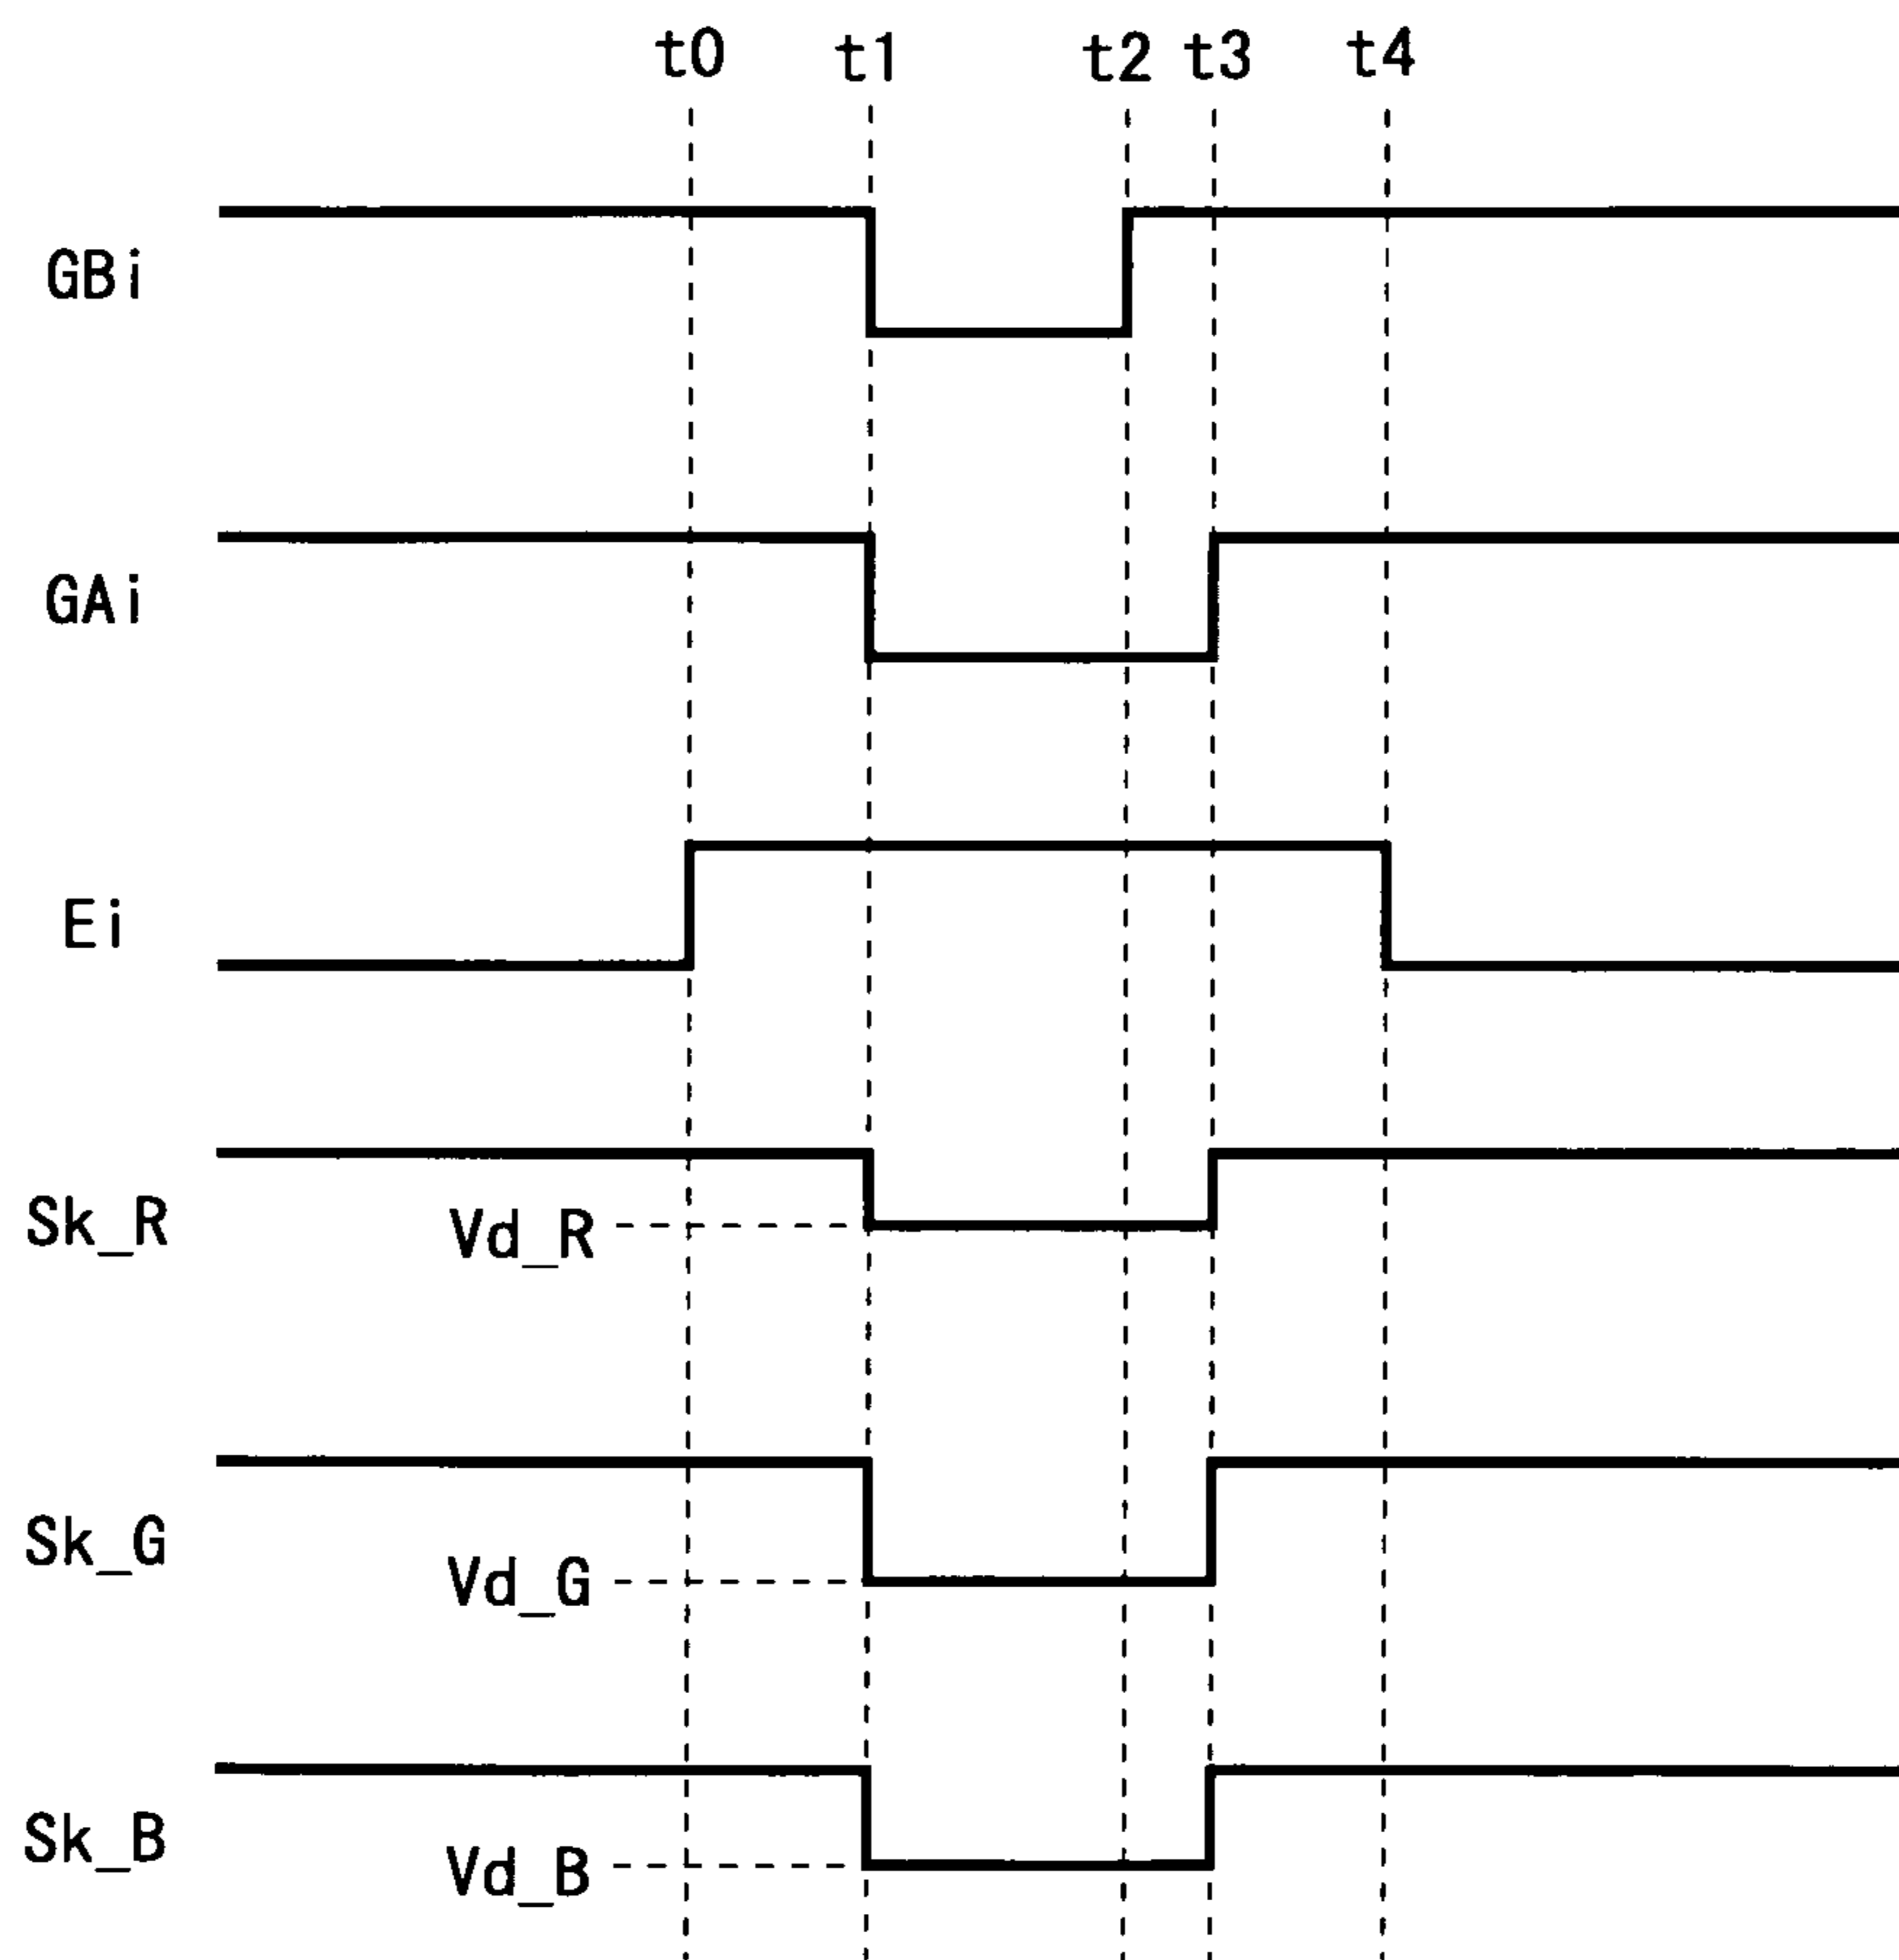 t0 t1 t2 t3 t4
GBi
GAi
Ei
Sk_R
Vd_R
Sk_G
Vd_G
Sk_B
Vd_B